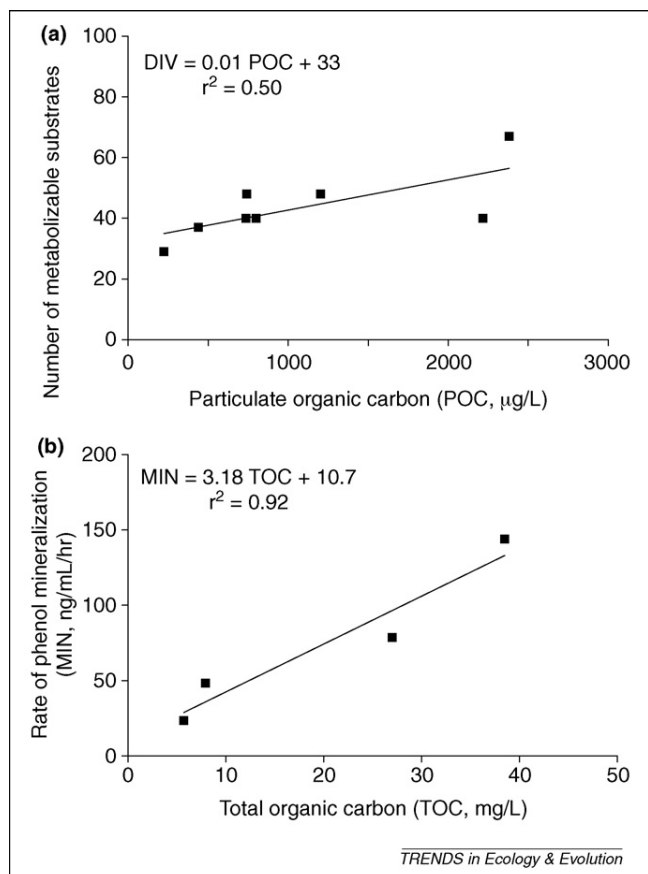 (a)
100
80
60
40
20
0
DIV = 0.01 POC + 33
r² = 0.50
Number of metabolizable substrates
0 1000 2000 3000
Particulate organic carbon (POC, μg/L)
(b)
200
150
100
50
0
MIN = 3.18 TOC + 10.7
r² = 0.92
Rate of phenol mineralization
(MIN, ng/mL/hr)
0 10 20 30 40 50
Total organic carbon (TOC, mg/L)
TRENDS in Ecology & Evolution